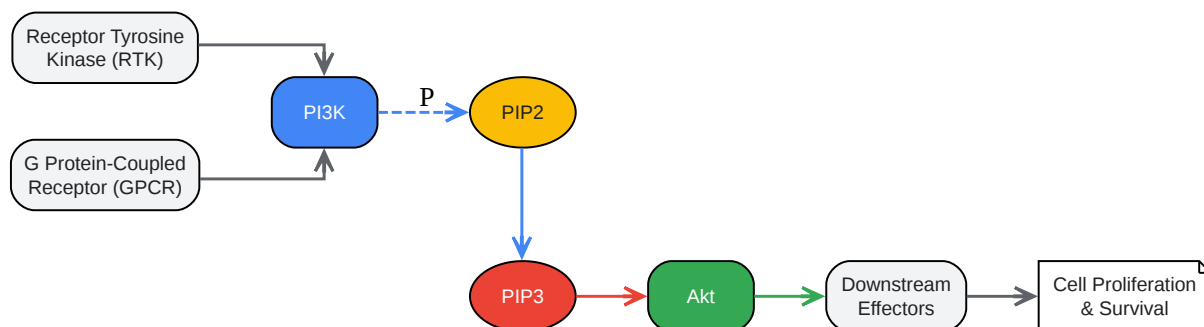 Receptor Tyrosine
Kinase (RTK)
PI3K
P
PIP2
G Protein-Coupled
Receptor (GPCR)
PIP3
Akt
Downstream
Effectors
Cell Proliferation
& Survival